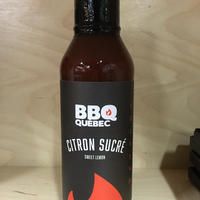 BBQ
QUÉBEC
CITRON SUCRÉ
SWEET LEMON